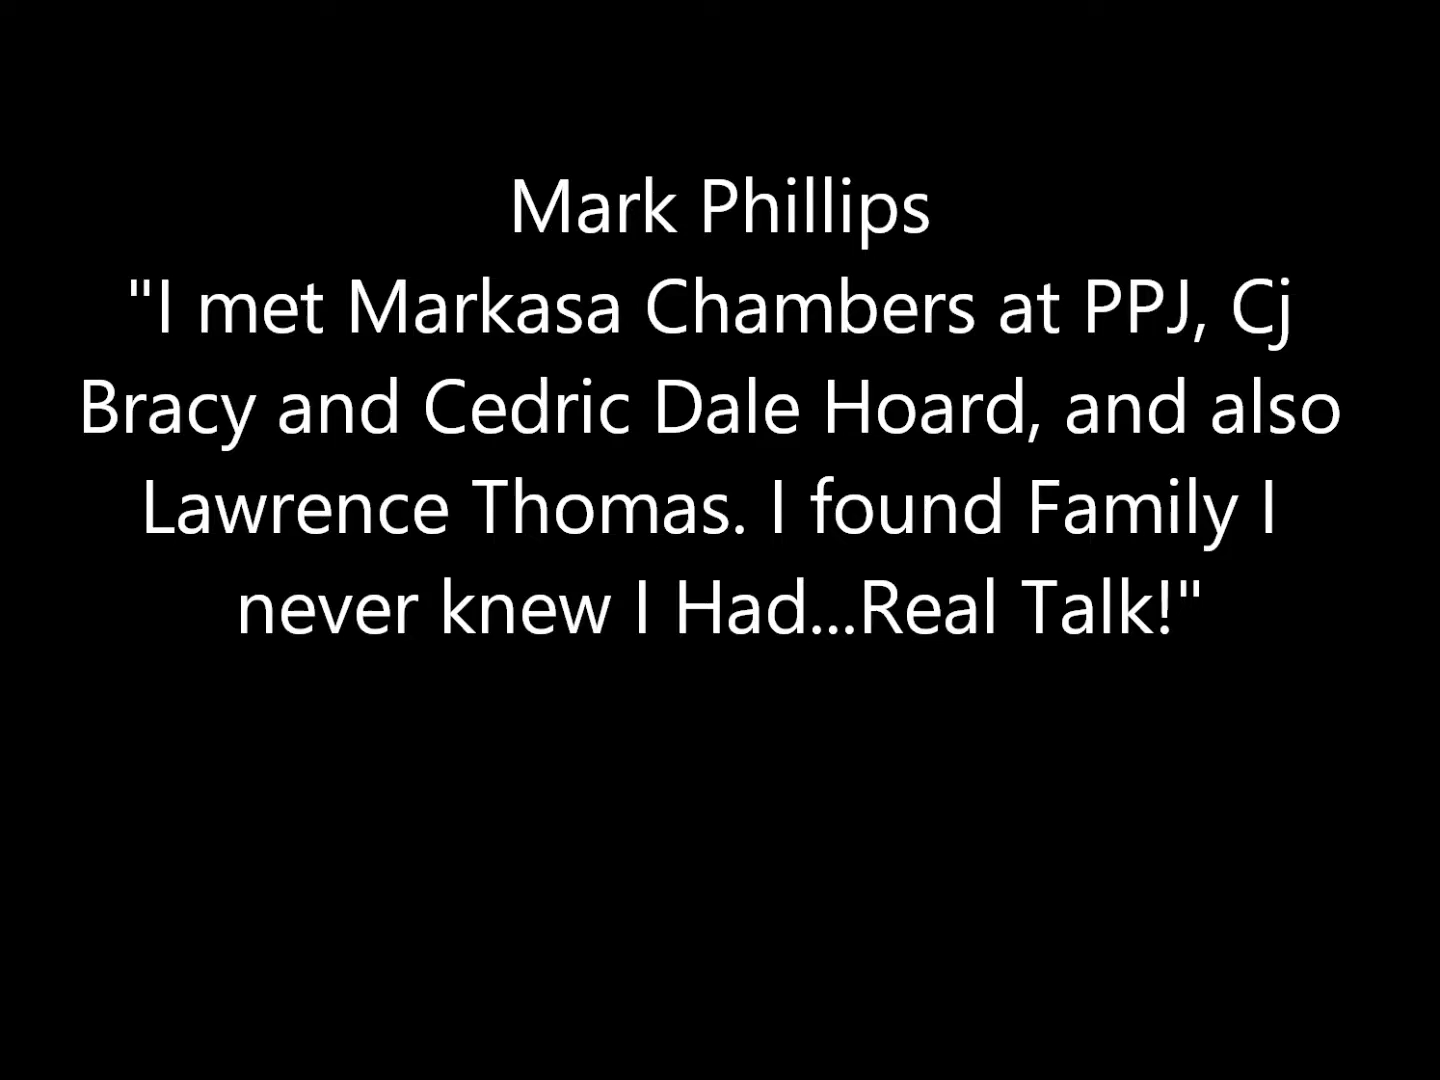 Mark Phillips
"I met Markasa Chambers at PPJ, Cj
Bracy and Cedric Dale Hoard, and also
Lawrence Thomas. I found Family I
never knew I Had...Real Talk!"